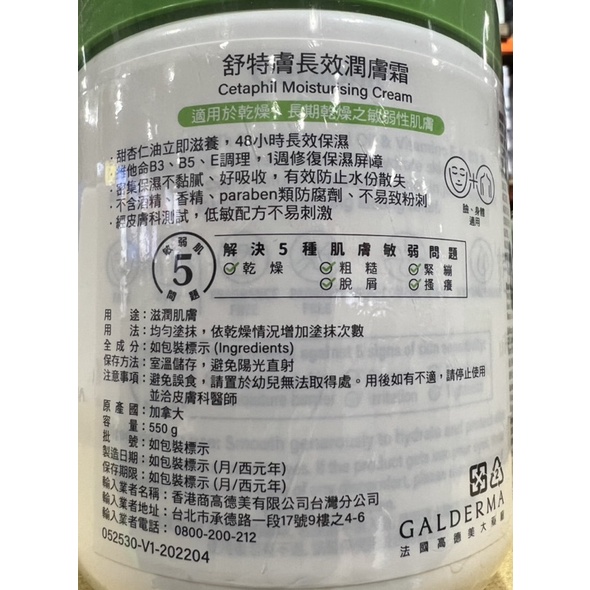 舒特膚長效潤膚霜
Cetaphil Moisturising Cream
適用於乾燥、長期乾燥之敏弱性肌膚
．甜杏仁油立即滋養，48小時長效保濕
．維他命B3、B5、E調理，1週修復保濕屏障
．密集保濕不黏膩、好吸收，有效防止水份散失
．不含酒精、香精、paraben類防腐劑、不易致粉刺
．經皮膚科測試，低敏配方不易刺激
臉、身體
適用
敏弱肌
5
問題
解決5種肌膚敏弱問題
乾燥 粗糙 緊繃
脫屑 搔癢
用途：滋潤肌膚
用法：均勻塗抹，依乾燥情況增加塗抹次數
全成分：如包裝標示 (Ingredients)
保存方法：室溫儲存，避免陽光直射
注意事項：避免誤食，請置於幼兒無法取得處。用後如有不適，請停止使用
並洽皮膚科醫師
原產國：加拿大
容量：550 g
批號：如包裝標示
製造日期：如包裝標示 (月/西元年)
保存期限：如包裝標示 (月/西元年)
輸入業者名稱：香港商高德美有限公司台灣分公司
輸入業者地址：台北市承德路一段17號9樓之4-6
輸入業者電話：0800-200-212
052530-V1-202204
GALDERMA
法國高德美大藥廠